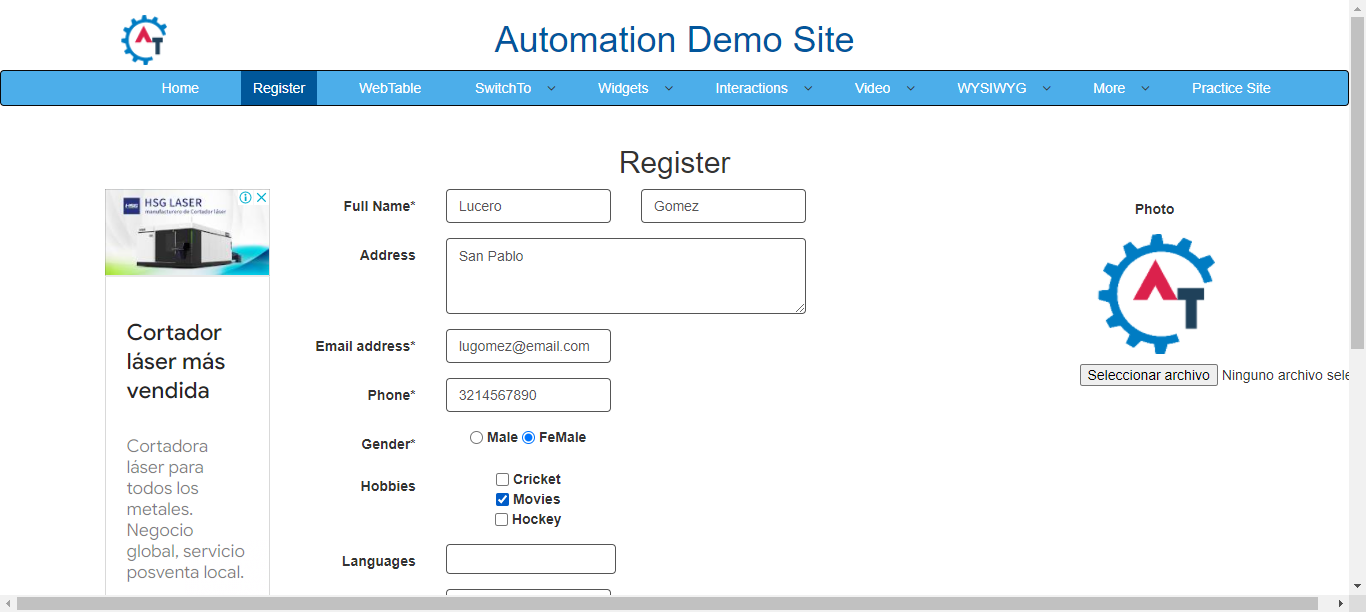 AT
Automation Demo Site
Home Register WebTable SwitchTo Widgets Interactions Video WYSIWYG More Practice Site
Register
HSG HSG LASER
manufacturero de Cortador láser
Cortador
láser más
vendida
Cortadora
láser para
todos los
metales.
Negocio
global, servicio
posventa local.
Full Name* Lucero Gomez
Address San Pablo
Email address* lugomez@email.com
Phone* 3214567890
Gender* Male FeMale
Hobbies Cricket
Movies
Hockey
Languages
Photo
AT
Seleccionar archivo Ninguno archivo sele